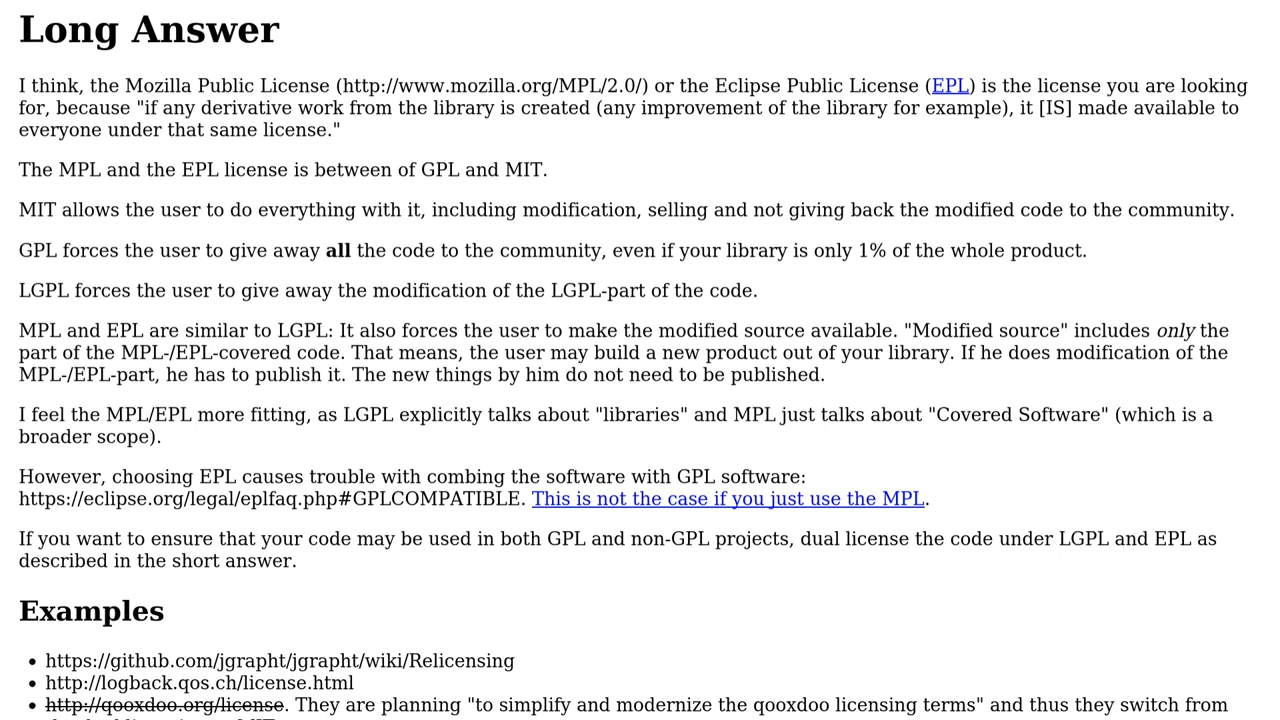 Long Answer
I think, the Mozilla Public License (http://www.mozilla.org/MPL/2.0/) or the Eclipse Public License (EPL) is the license you are looking
for, because "if any derivative work from the library is created (any improvement of the library for example), it [IS] made available to
everyone under that same license."
The MPL and the EPL license is between of GPL and MIT.
MIT allows the user to do everything with it, including modification, selling and not giving back the modified code to the community.
GPL forces the user to give away all the code to the community, even if your library is only 1% of the whole product.
LGPL forces the user to give away the modification of the LGPL-part of the code.
MPL and EPL are similar to LGPL: It also forces the user to make the modified source available. "Modified source" includes only the
part of the MPL-/EPL-covered code. That means, the user may build a new product out of your library. If he does modification of the
MPL-/EPL-part, he has to publish it. The new things by him do not need to be published.
I feel the MPL/EPL more fitting, as LGPL explicitly talks about "libraries" and MPL just talks about "Covered Software" (which is a
broader scope).
However, choosing EPL causes trouble with combing the software with GPL software:
https://eclipse.org/legal/eplfaq.php#GPLCOMPATIBLE. This is not the case if you just use the MPL.
If you want to ensure that your code may be used in both GPL and non-GPL projects, dual license the code under LGPL and EPL as
described in the short answer.
Examples
• https://github.com/jgrapht/jgrapht/wiki/Relicensing
• http://logback.qos.ch/license.html
• http://qooxdoo.org/license. They are planning "to simplify and modernize the qooxdoo licensing terms" and thus they switch from